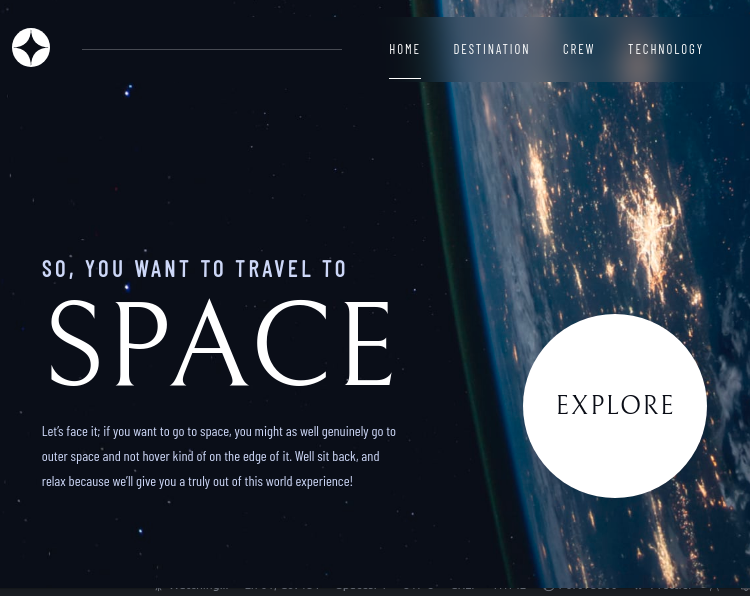 HOME DESTINATION CREW TECHNOLOGY
SO, YOU WANT TO TRAVEL TO
SPACE
Let’s face it; if you want to go to space, you might as well genuinely go to
outer space and not hover kind of on the edge of it. Well sit back, and
relax because we’ll give you a truly out of this world experience!
EXPLORE